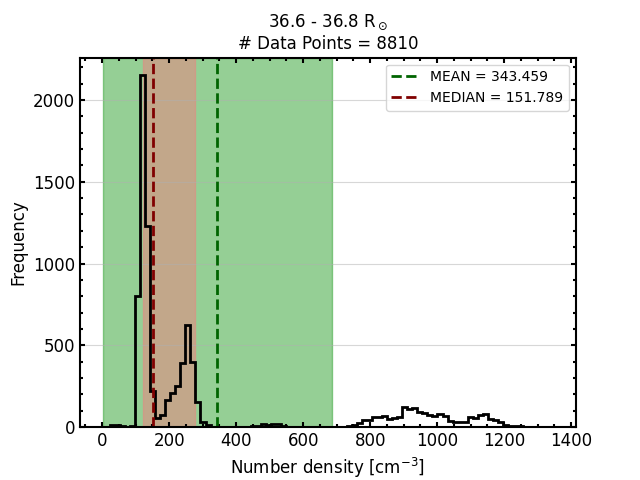 36.6 - 36.8 R⊙
# Data Points = 8810
MEAN = 343.459
MEDIAN = 151.789
Frequency
2000
1500
1000
500
0
0 200 400 600 800 1000 1200 1400
Number density [cm⁻³]